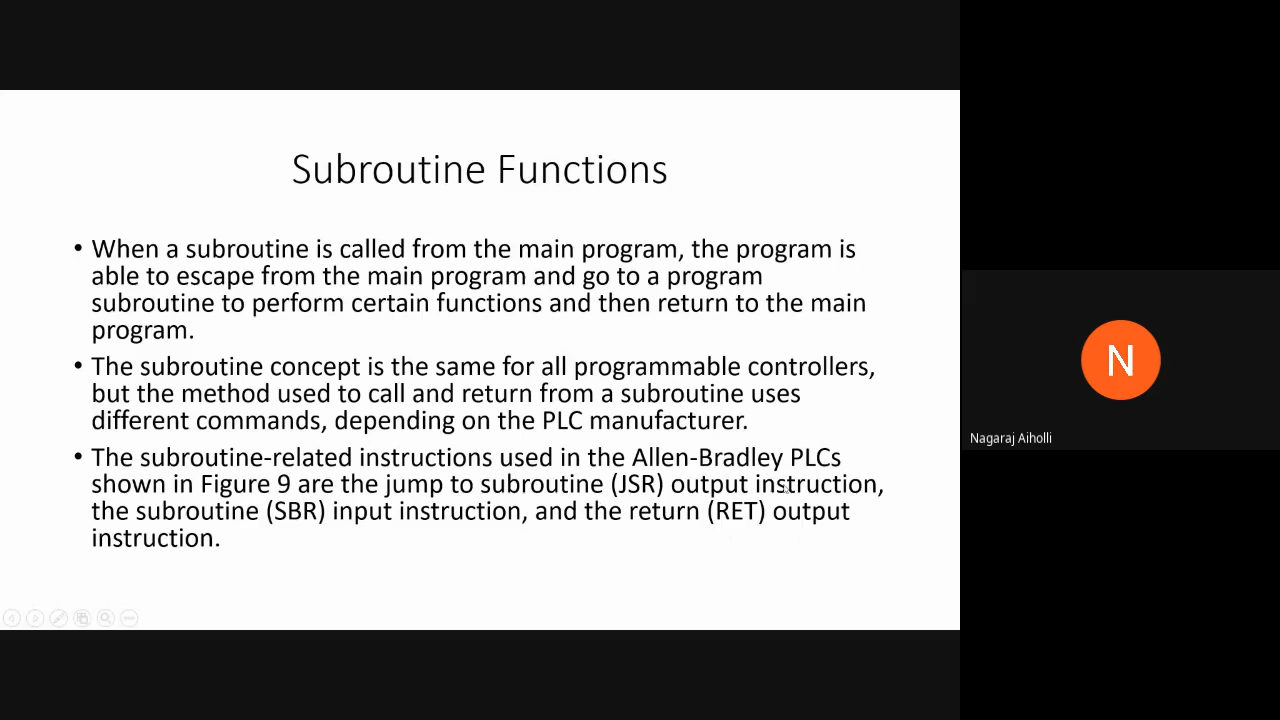 Subroutine Functions
• When a subroutine is called from the main program, the program is
able to escape from the main program and go to a program
subroutine to perform certain functions and then return to the main
program.
• The subroutine concept is the same for all programmable controllers,
but the method used to call and return from a subroutine uses
different commands, depending on the PLC manufacturer.
• The subroutine-related instructions used in the Allen-Bradley PLCs
shown in Figure 9 are the jump to subroutine (JSR) output instruction,
the subroutine (SBR) input instruction, and the return (RET) output
instruction.
N
Nagaraj Aiholli